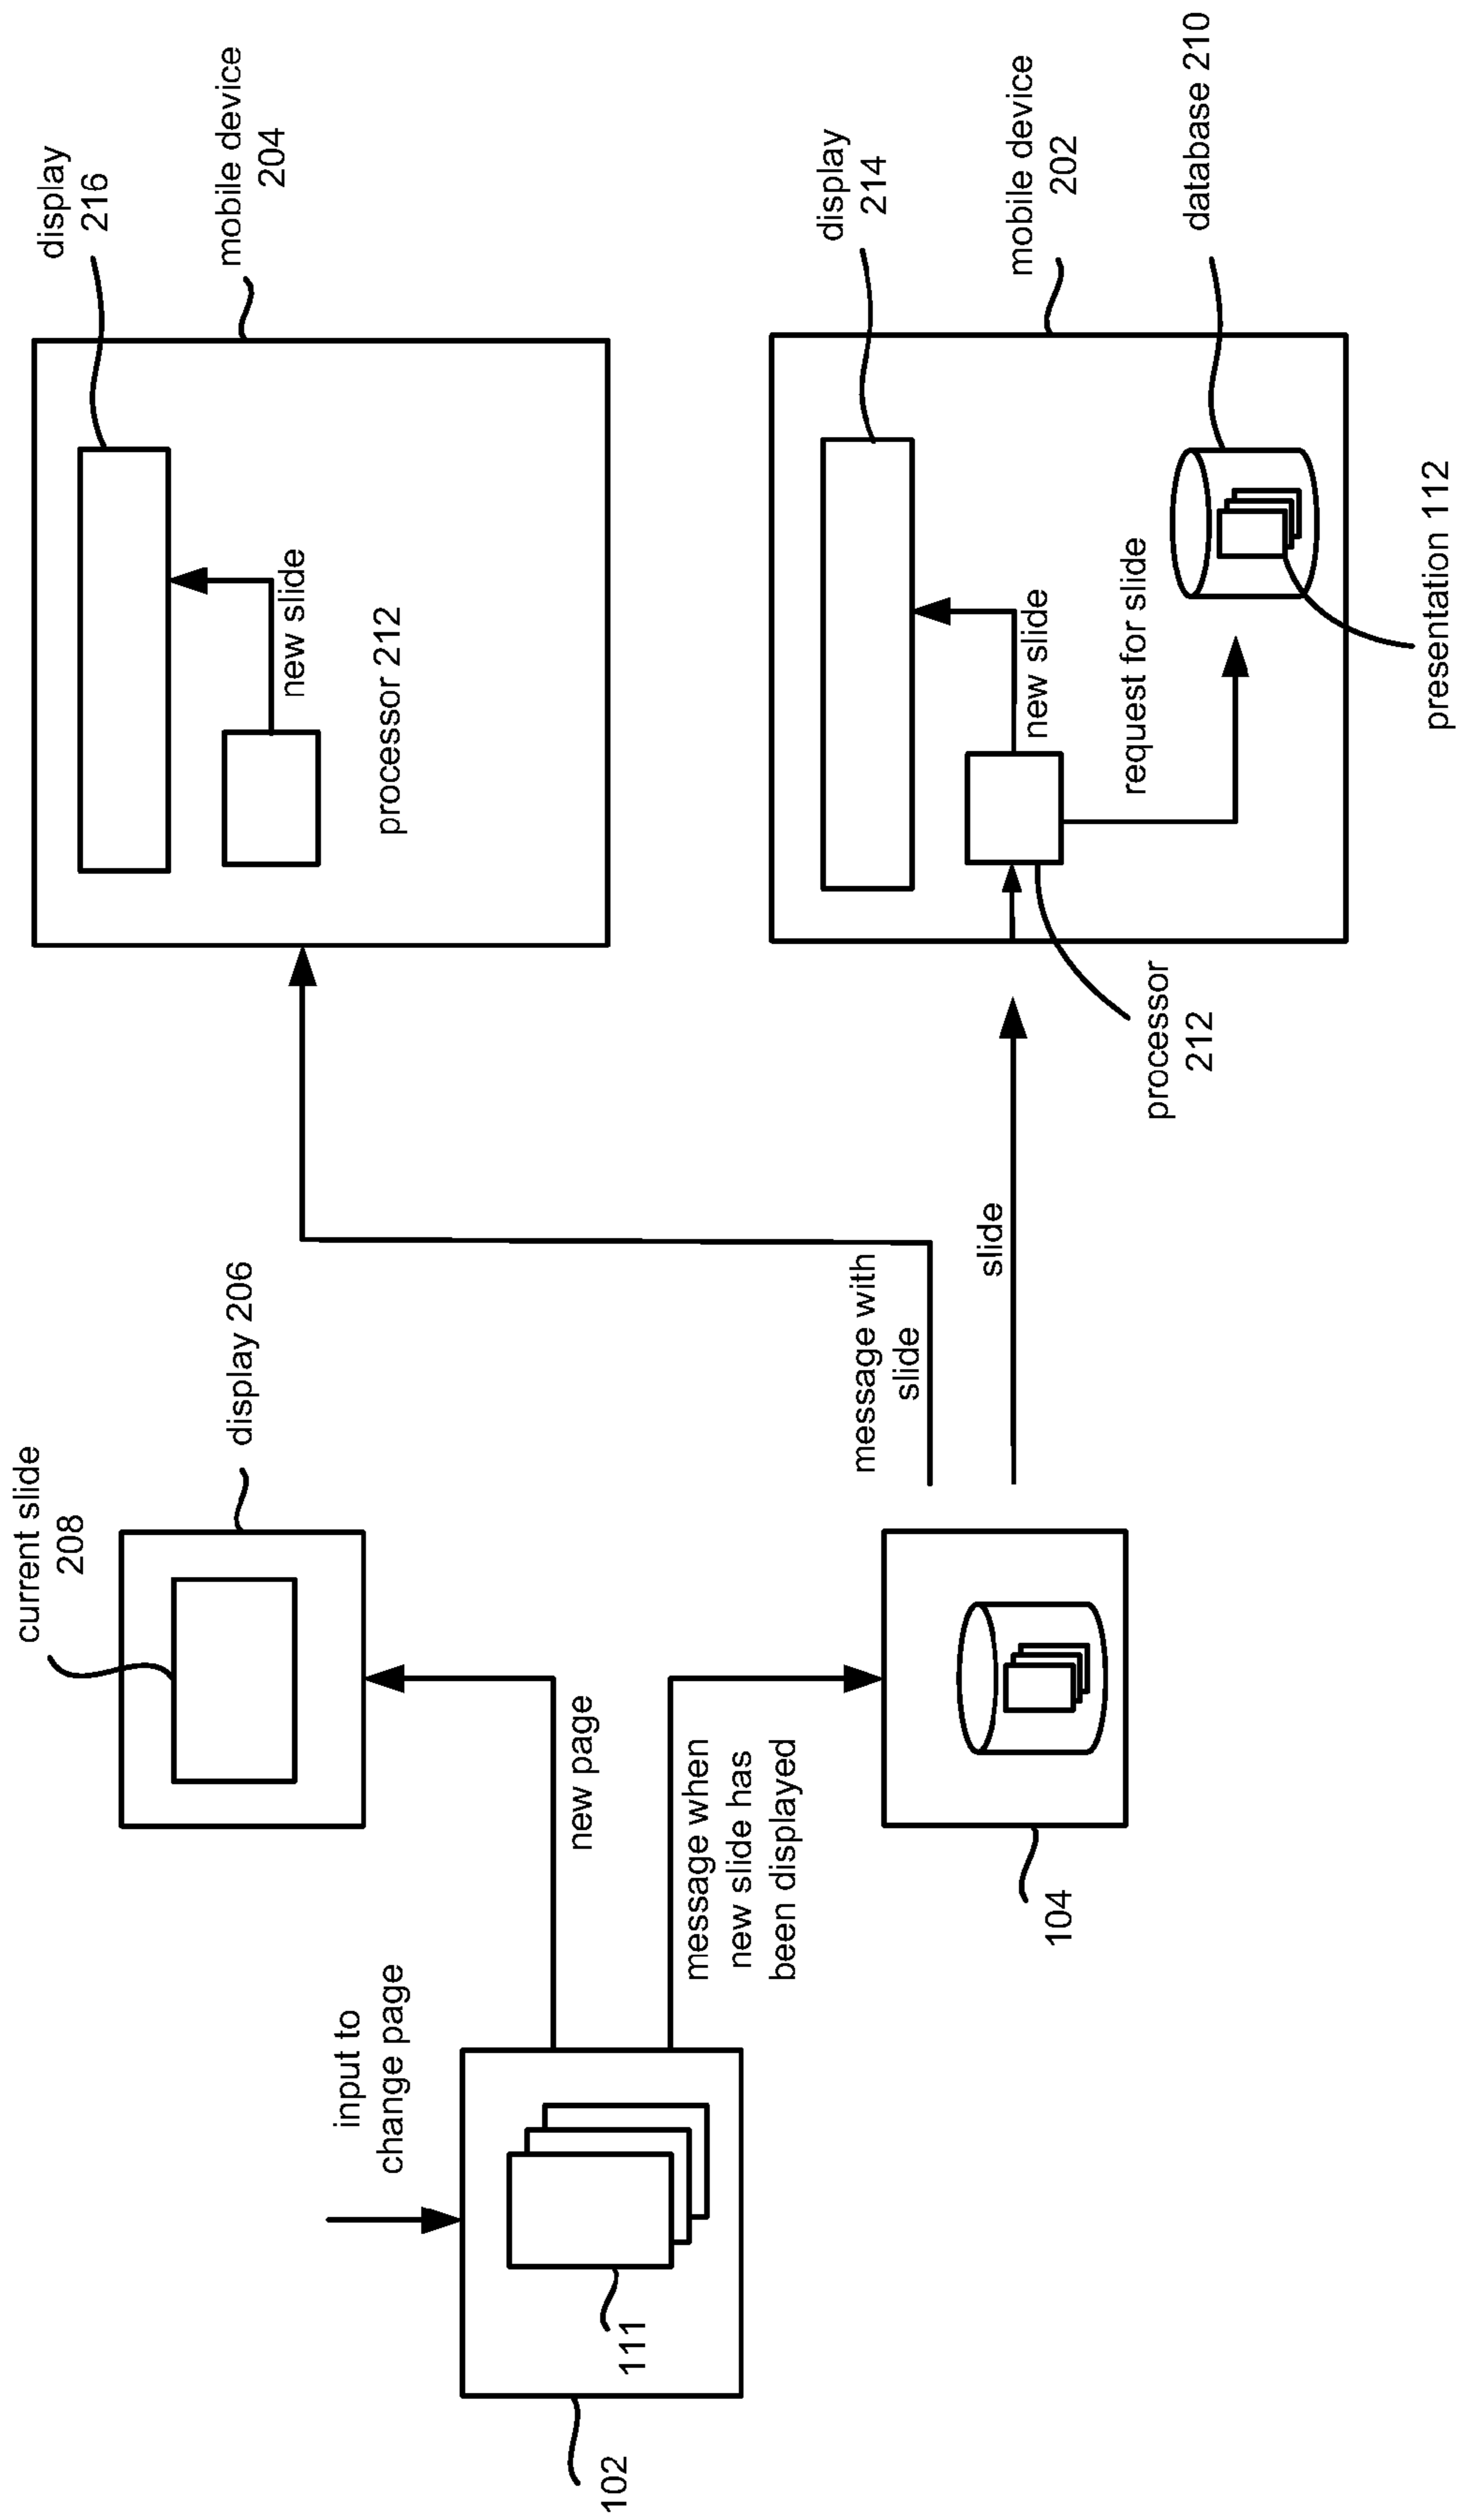 current slide
208
display 206
display
216
mobile device
204
new slide
processor 212
input to
change page
new page
message when
new slide has
been displayed
111
102
104
message with
slide
slide
display
214
mobile device
202
new slide
request for slide
database 210
processor
212
presentation 112